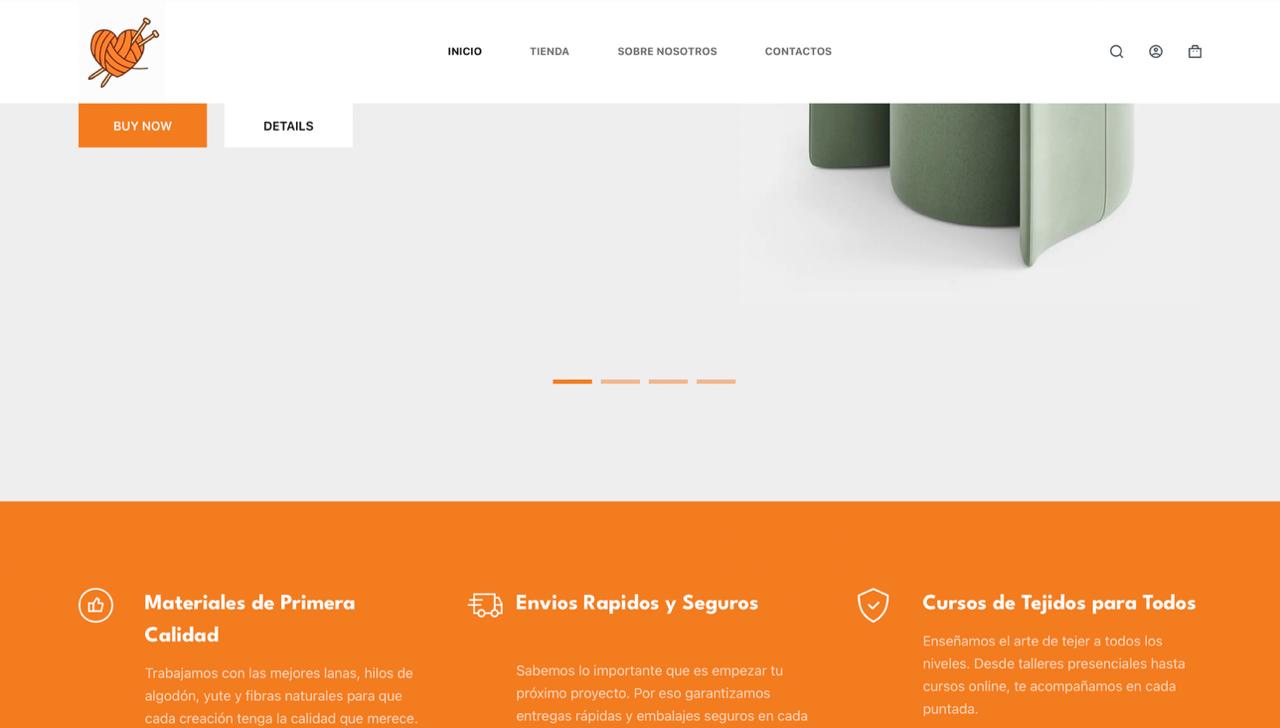 INICIO TIENDA SOBRE NOSOTROS CONTACTOS
BUY NOW DETAILS
Materiales de Primera
Calidad
Trabajamos con las mejores lanas, hilos de
algodón, yute y fibras naturales para que
cada creación tenga la calidad que merece.
Envios Rapidos y Seguros
Sabemos lo importante que es empezar tu
próximo proyecto. Por eso garantizamos
entregas rápidas y embalajes seguros en cada
Cursos de Tejidos para Todos
Enseñamos el arte de tejer a todos los
niveles. Desde talleres presenciales hasta
cursos online, te acompañamos en cada
puntada.